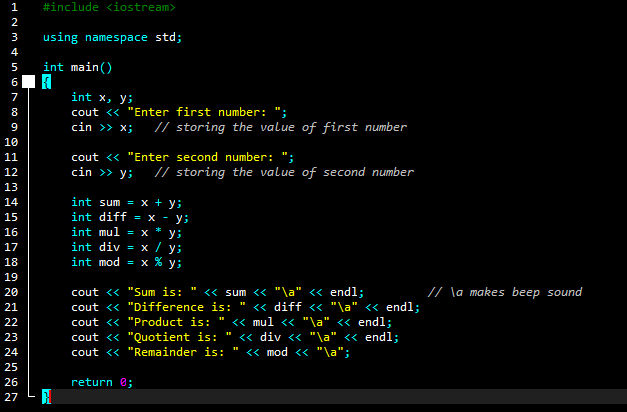 1 #include <iostream>
2
3 using namespace std;
4
5 int main()
6 {
7     int x, y;
8     cout << "Enter first number: ";
9     cin >> x;   // storing the value of first number
10
11     cout << "Enter second number: ";
12     cin >> y;   // storing the value of second number
13
14     int sum = x + y;
15     int diff = x - y;
16     int mul = x * y;
17     int div = x / y;
18     int mod = x % y;
19
20     cout << "Sum is: " << sum << "\a" << endl;         // \a makes beep sound
21     cout << "Difference is: " << diff << "\a" << endl;
22     cout << "Product is: " << mul << "\a" << endl;
23     cout << "Quotient is: " << div << "\a" << endl;
24     cout << "Remainder is: " << mod << "\a";
25
26     return 0;
27 }